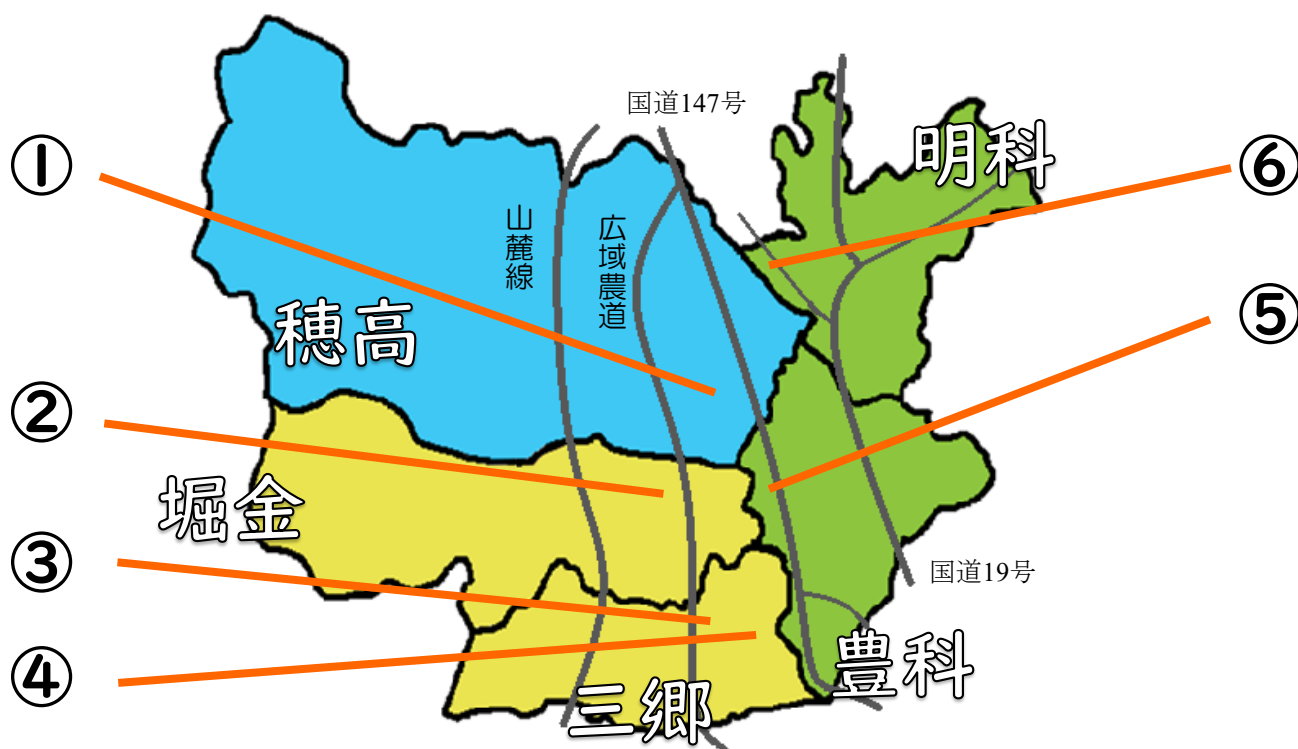 国道147号
明科
①
⑥
山麓線
広域農道
⑤
穂高
②
堀金
③
国道19号
④
豊科
三郷